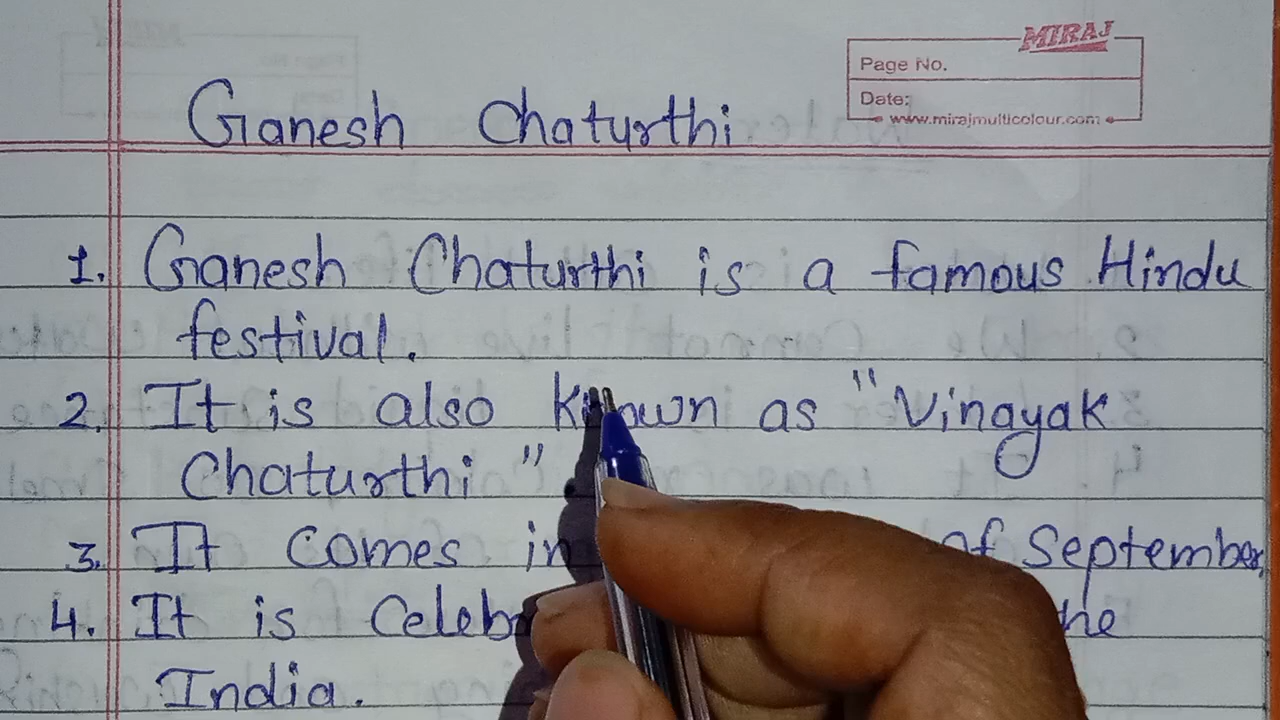 MIRAJ
Page No.
Date:
www.mirajmulticolour.com
Ganesh Chaturthi
1. Ganesh Chaturthi is a famous Hindu
festival.
2. It is also known as "Vinayak
Chaturthi"
3. It comes in of September
4. It is the
India.